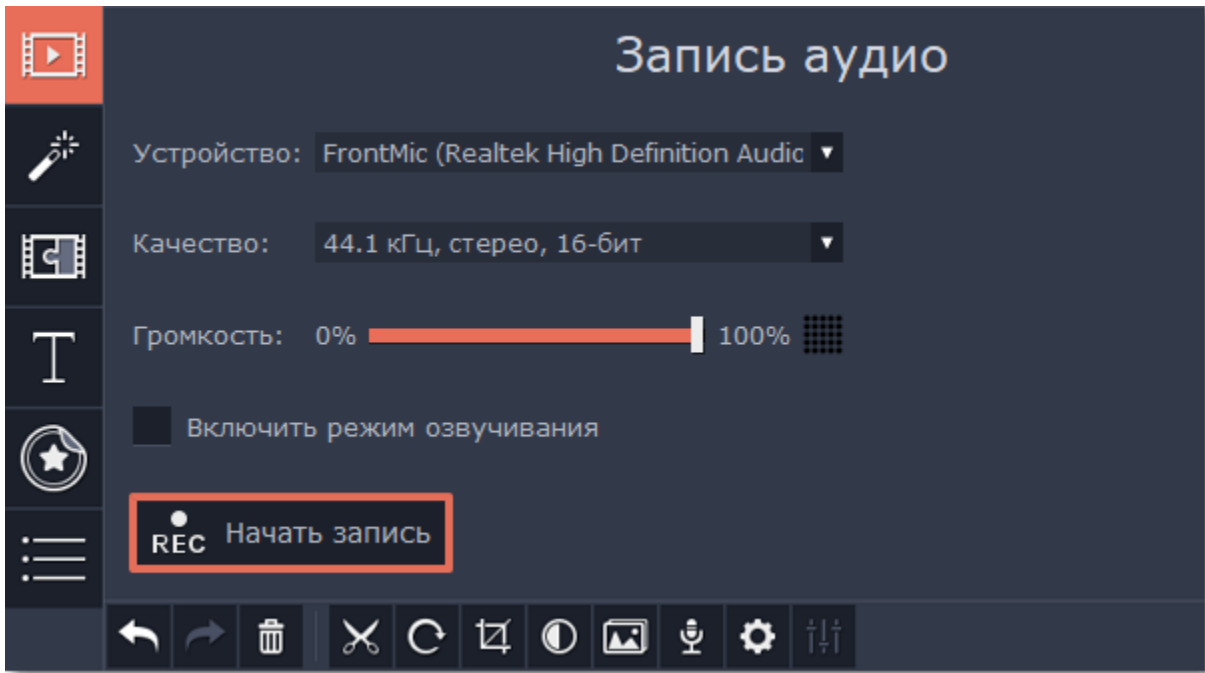 Запись аудио
Устройство: FrontMic (Realtek High Definition Audio
Качество: 44.1 кГц, стерео, 16-бит
Громкость: 0% 100%
Включить режим озвучивания
REC Начать запись